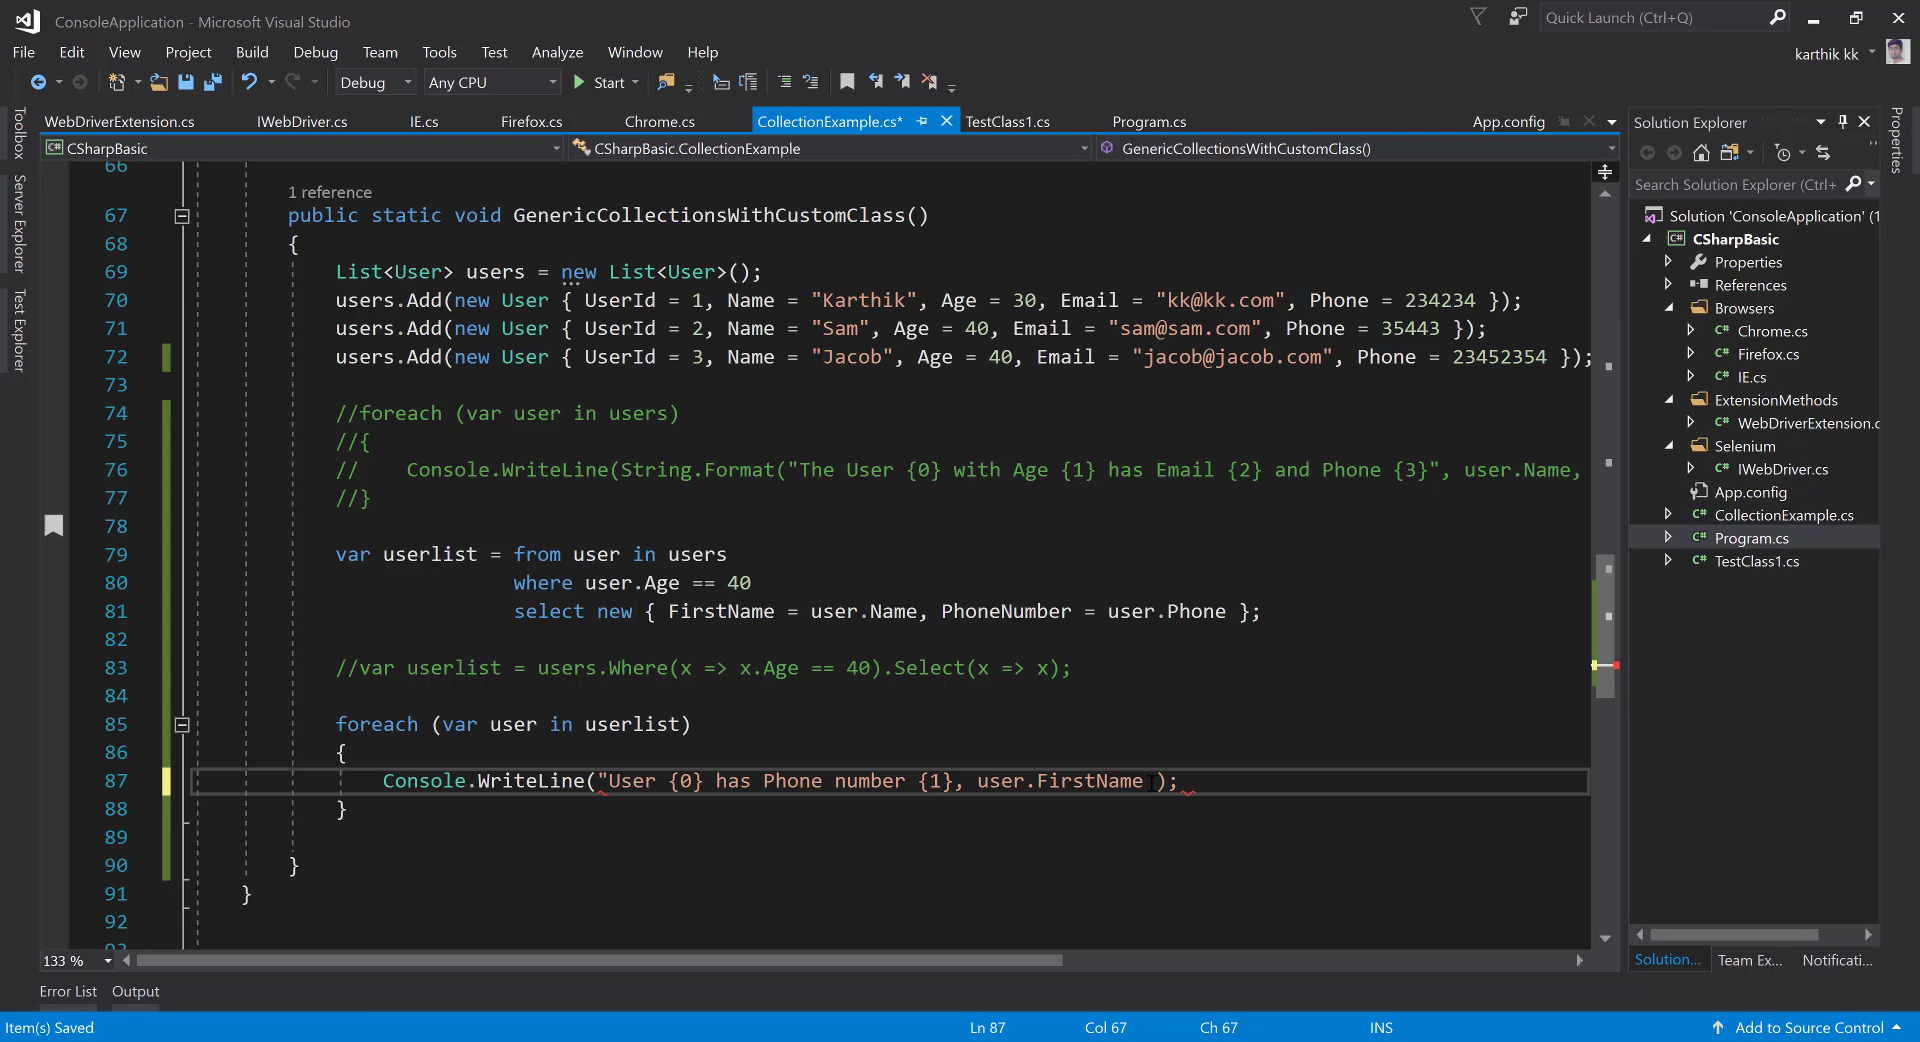 ConsoleApplication - Microsoft Visual Studio
Quick Launch (Ctrl+Q)
File Edit View Project Build Debug Team Tools Test Analyze Window Help
karthik kk
Debug Any CPU Start
WebDriverExtension.cs IWebDriver.cs IE.cs Firefox.cs Chrome.cs CollectionExample.cs* TestClass1.cs Program.cs App.config
CSharpBasic CSharpBasic.CollectionExample GenericCollectionsWithCustomClass()
Toolbox
Server Explorer
Test Explorer
66
1 reference
67 public static void GenericCollectionsWithCustomClass()
68 {
69 List<User> users = new List<User>();
70 users.Add(new User { UserId = 1, Name = "Karthik", Age = 30, Email = "kk@kk.com", Phone = 234234 });
71 users.Add(new User { UserId = 2, Name = "Sam", Age = 40, Email = "sam@sam.com", Phone = 35443 });
72 users.Add(new User { UserId = 3, Name = "Jacob", Age = 40, Email = "jacob@jacob.com", Phone = 23452354 });
73
74 //foreach (var user in users)
75 //{
76 // Console.WriteLine(String.Format("The User {0} with Age {1} has Email {2} and Phone {3}", user.Name,
77 //}
78
79 var userlist = from user in users
80 where user.Age == 40
81 select new { FirstName = user.Name, PhoneNumber = user.Phone };
82
83 //var userlist = users.Where(x => x.Age == 40).Select(x => x);
84
85 foreach (var user in userlist)
86 {
87 Console.WriteLine("User {0} has Phone number {1}, user.FirstName );
88 }
89
90 }
91 }
92
93
133 %
Solution Explorer
Search Solution Explorer (Ctrl+
Solution 'ConsoleApplication' (1
CSharpBasic
Properties
References
Browsers
Chrome.cs
Firefox.cs
IE.cs
ExtensionMethods
WebDriverExtension.c
Selenium
IWebDriver.cs
App.config
CollectionExample.cs
Program.cs
TestClass1.cs
Solution... Team Ex... Notificati...
Properties
Error List Output
Item(s) Saved Ln 87 Col 67 Ch 67 INS Add to Source Control